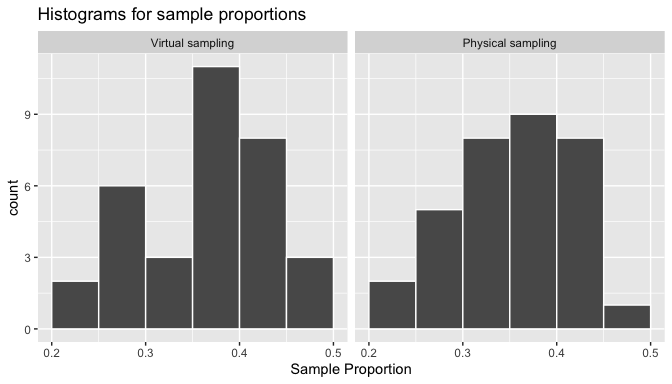 Histograms for sample proportions
Virtual sampling
Physical sampling
count
9
6
3
0
0.2 0.3 0.4 0.5
0.2 0.3 0.4 0.5
Sample Proportion